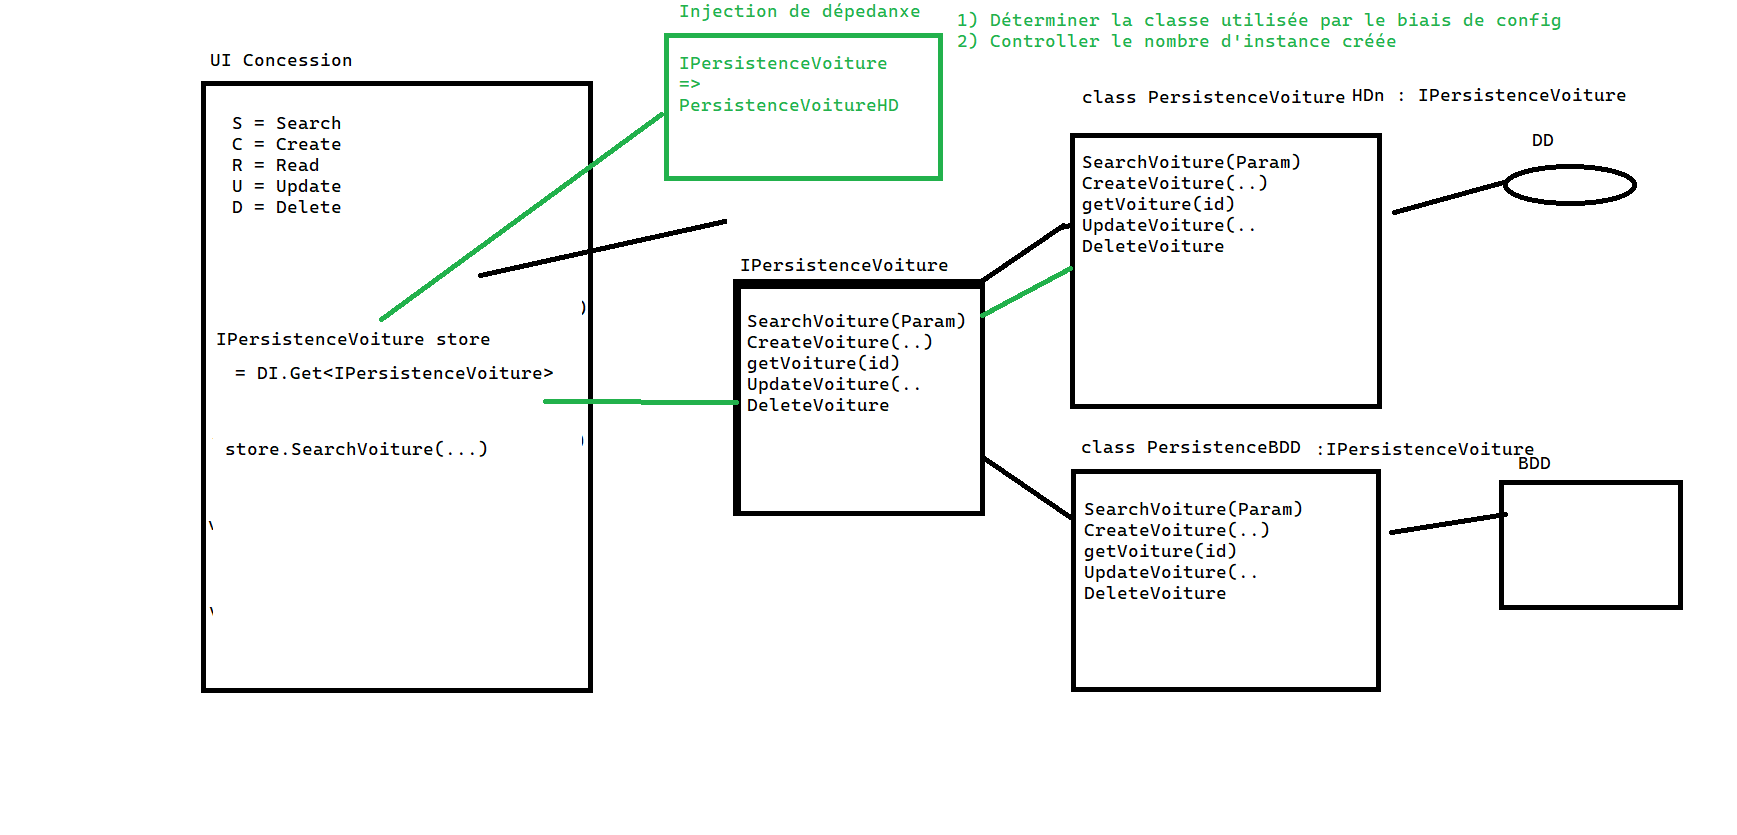 Injection de dépedanxe
1) Déterminer la classe utilisée par le biais de config
2) Controller le nombre d'instance créée
UI Concession
IPersistenceVoiture
=>
PersistenceVoitureHD
S = Search
C = Create
R = Read
U = Update
D = Delete
class PersistenceVoiture HDn : IPersistenceVoiture
DD
SearchVoiture(Param)
CreateVoiture(..)
getVoiture(id)
UpdateVoiture(..
DeleteVoiture
IPersistenceVoiture
SearchVoiture(Param)
CreateVoiture(..)
getVoiture(id)
UpdateVoiture(..
DeleteVoiture
)
IPersistenceVoiture store
= DI.Get<IPersistenceVoiture>
store.SearchVoiture(...)
class PersistenceBDD :IPersistenceVoiture
BDD
SearchVoiture(Param)
CreateVoiture(..)
getVoiture(id)
UpdateVoiture(..
DeleteVoiture